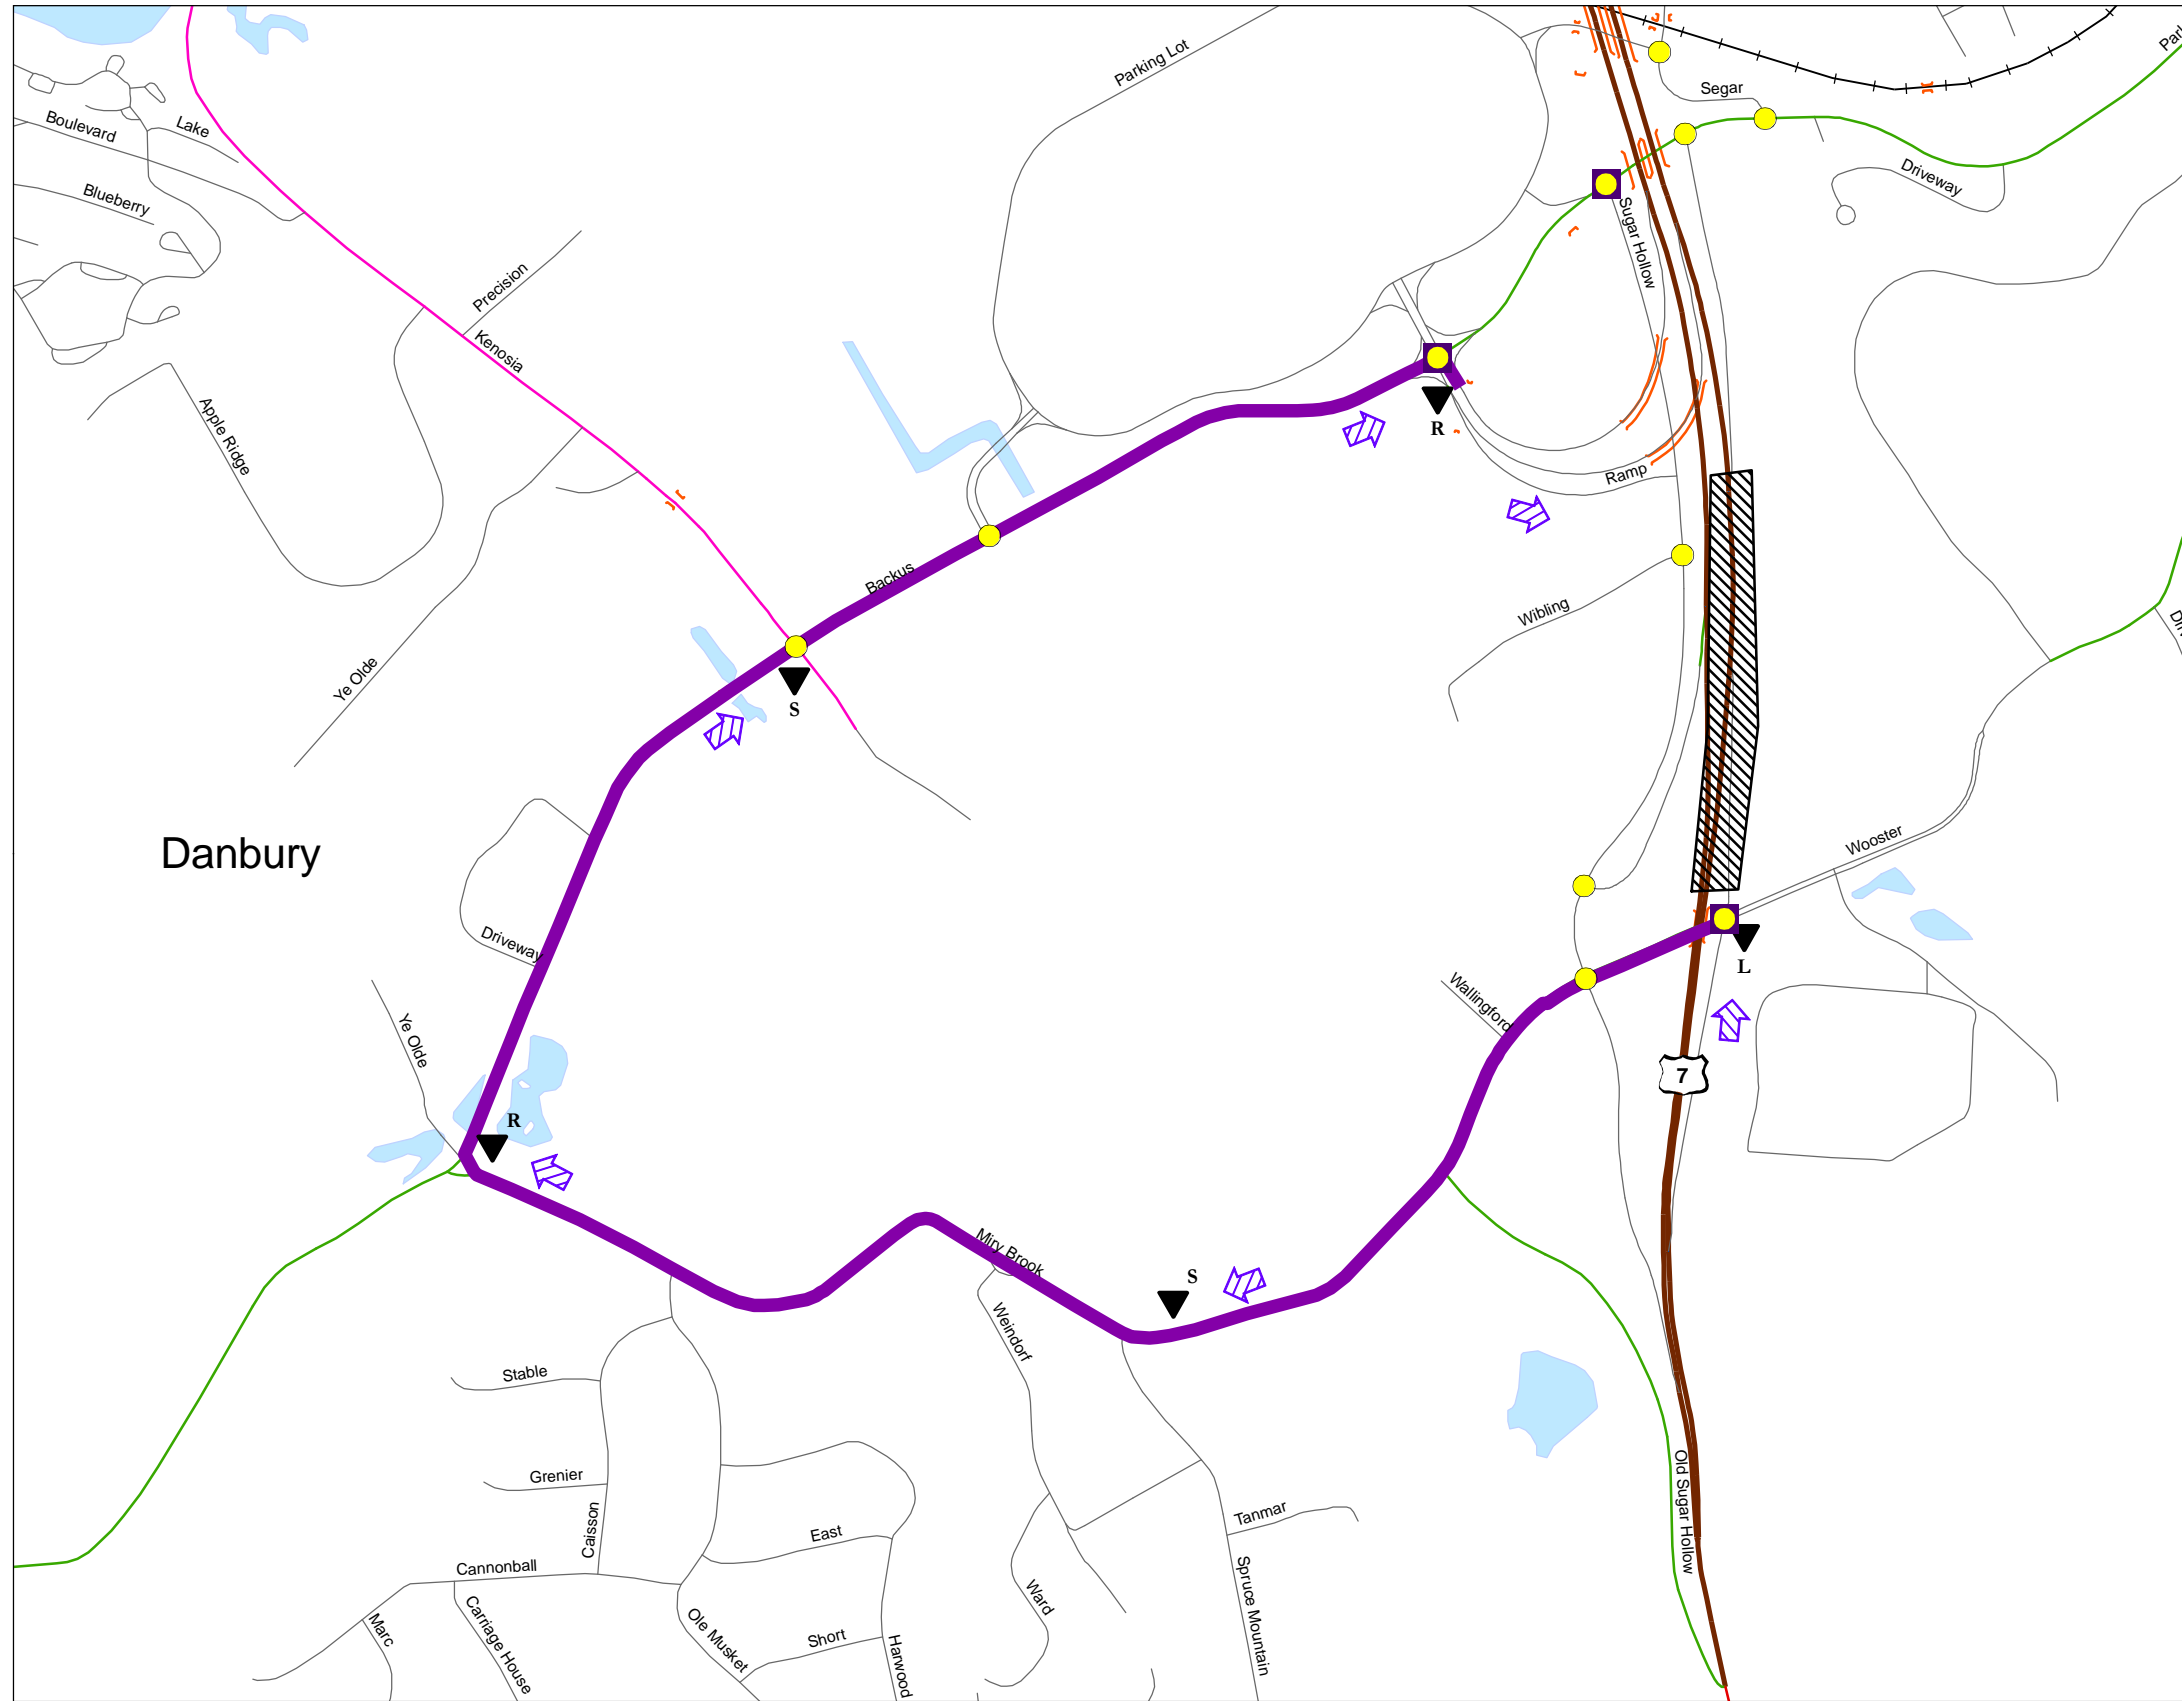 Parking Lot
Par
Segar
Boulevard
Lake
Driveway
Blueberry
Sugar Hollow
Precision
Kenosia
R
Apple Ridge
Ramp
Backus
Wibling
Dri
Ye Olde
S
Danbury
Wooster
Driveway
L
Wallingford
Ye Olde
7
R
Miry Brook
S
Weindorf
Stable
Old Sugar Hollow
Grenier
Caisson
East
Tanmar
Cannonball
Spruce Mountain
Ward
Carriage House
Marc
Ole Musket
Short
Harwood